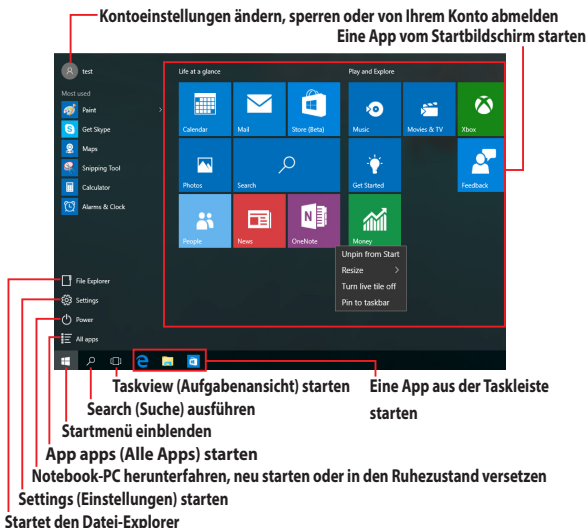 Kontoeinstellungen ändern, sperren oder von Ihrem Konto abmelden
Eine App vom Startbildschirm starten
test
Most used
Paint
Get Skype
Maps
Snipping Tool
Calculator
Alarms & Clock
File Explorer
Settings
Power
All apps
Life at a glance
Play and Explore
Calendar
Mail
Store (Beta)
Music
Movies & TV
Xbox
Photos
Search
Get Started
Feedback
People
News
OneNote
Money
Unpin from Start
Resize
Turn live tile off
Pin to taskbar
Taskview (Aufgabenansicht) starten
Eine App aus der Taskleiste
starten
Search (Suche) ausführen
Startmenü einblenden
App apps (Alle Apps) starten
Notebook-PC herunterfahren, neu starten oder in den Ruhezustand versetzen
Settings (Einstellungen) starten
Startet den Datei-Explorer